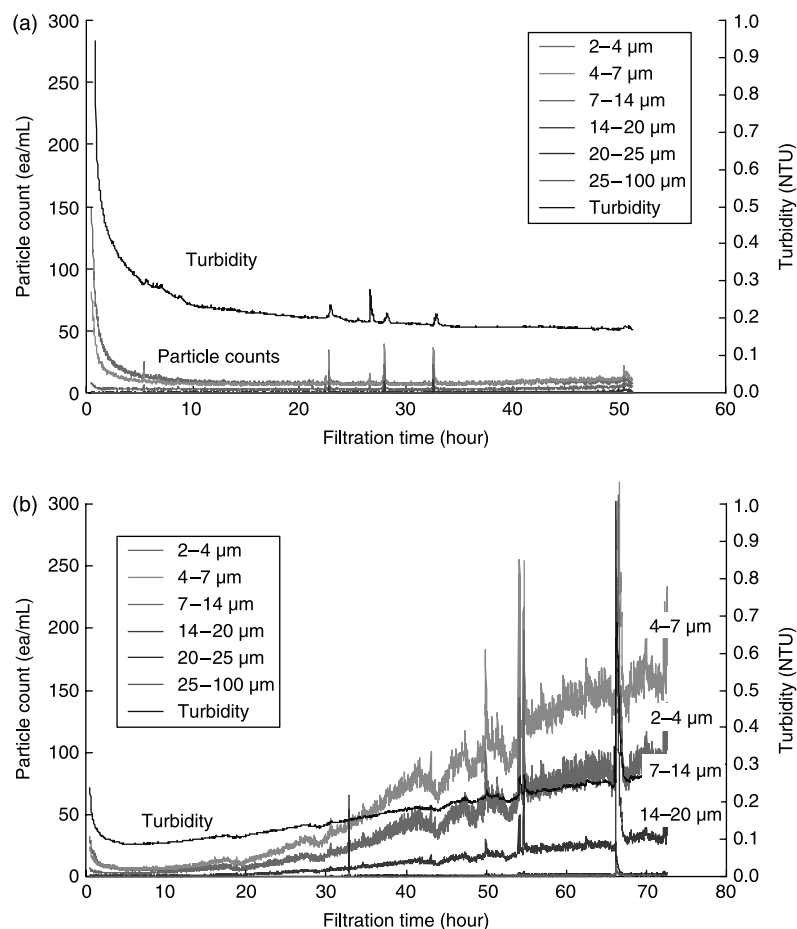 (a)
300
250
200
150
100
50
0
Particle count (ea/mL)
2–4 µm
4–7 µm
7–14 µm
14–20 µm
20–25 µm
25–100 µm
Turbidity
1.0
0.9
0.8
0.7
0.6
0.5
0.4
0.3
0.2
0.1
0.0
Turbidity (NTU)
Turbidity
Particle counts
0 10 20 30 40 50 60
Filtration time (hour)
(b)
300
250
200
150
100
50
0
Particle count (ea/mL)
2–4 µm
4–7 µm
7–14 µm
14–20 µm
20–25 µm
25–100 µm
Turbidity
1.0
0.9
0.8
0.7
0.6
0.5
0.4
0.3
0.2
0.1
0.0
Turbidity (NTU)
4–7 µm
2–4 µm
7–14 µm
14–20 µm
Turbidity
0 10 20 30 40 50 60 70 80
Filtration time (hour)